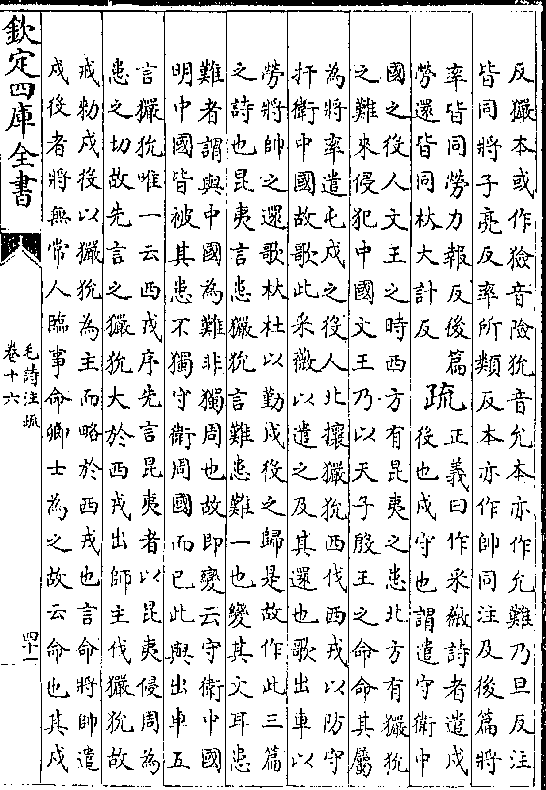 反玁本或作獫音險狁音允本亦作允難乃旦反注
皆同將子亮反率所類反本亦作帥同注及後篇將
率皆同勞力報反後篇
勞還皆同杕大計反
疏
正義曰作采薇詩者遣戍
役也戍守也謂遣守衛中
國之役人文王之時西方有昆夷之患北方有玁狁
之難來侵犯中國文王乃以天子殷王之命命其屬
為將率遣屯戍之役人北攘玁狁西伐西戎以防守
扞衛中國故歌此采薇以遣之及其還也歌出車以
勞將帥之還歌杕杜以勤戍役之歸是故作此三篇
之詩也昆夷言患玁狁言難患難一也變其文耳患
難者謂與中國為難非獨周也故即變云守衛中國
明中國皆被其患不獨守衛周國而已此與出車五
言玁狁唯一云西戎序先言昆夷者以昆夷侵周為
患之切故先言之玁狁大於西戎出師主伐玁狁故
戒勑戍役以玁狁為主而略於西戎也言命將帥遣
戍役者將無常人臨事命卿士為之故云命也其戍
欽定四庫全書
毛詩注疏
卷十六
四十一